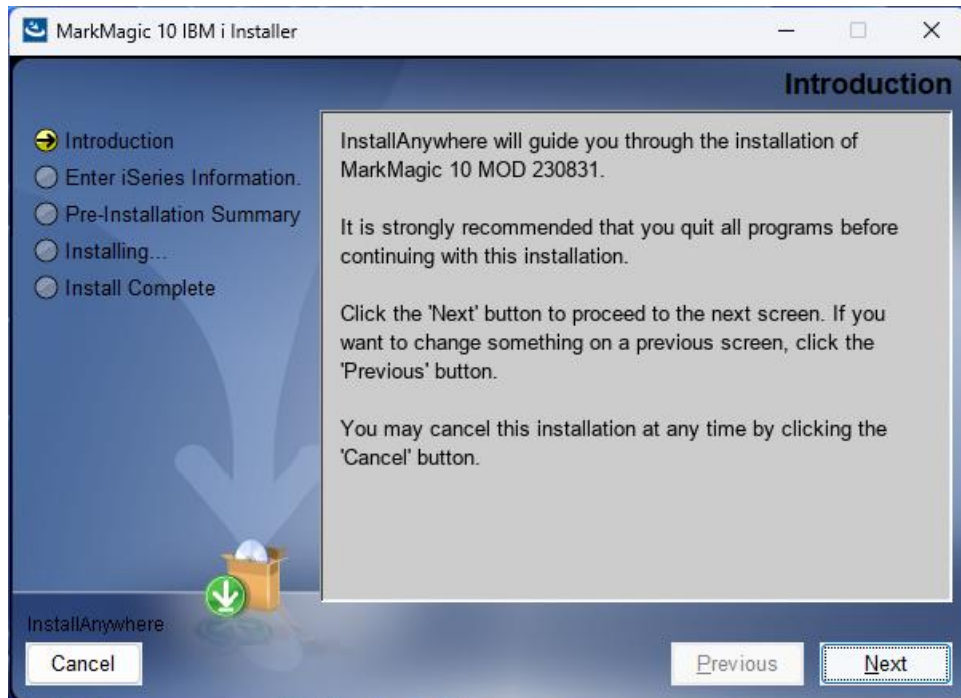 MarkMagic 10 IBM i Installer
Introduction
Introduction
Enter iSeries Information.
Pre-Installation Summary
Installing...
Install Complete
InstallAnywhere will guide you through the installation of
MarkMagic 10 MOD 230831.
It is strongly recommended that you quit all programs before
continuing with this installation.
Click the 'Next' button to proceed to the next screen. If you
want to change something on a previous screen, click the
'Previous' button.
You may cancel this installation at any time by clicking the
'Cancel' button.
InstallAnywhere
Cancel
Previous
Next